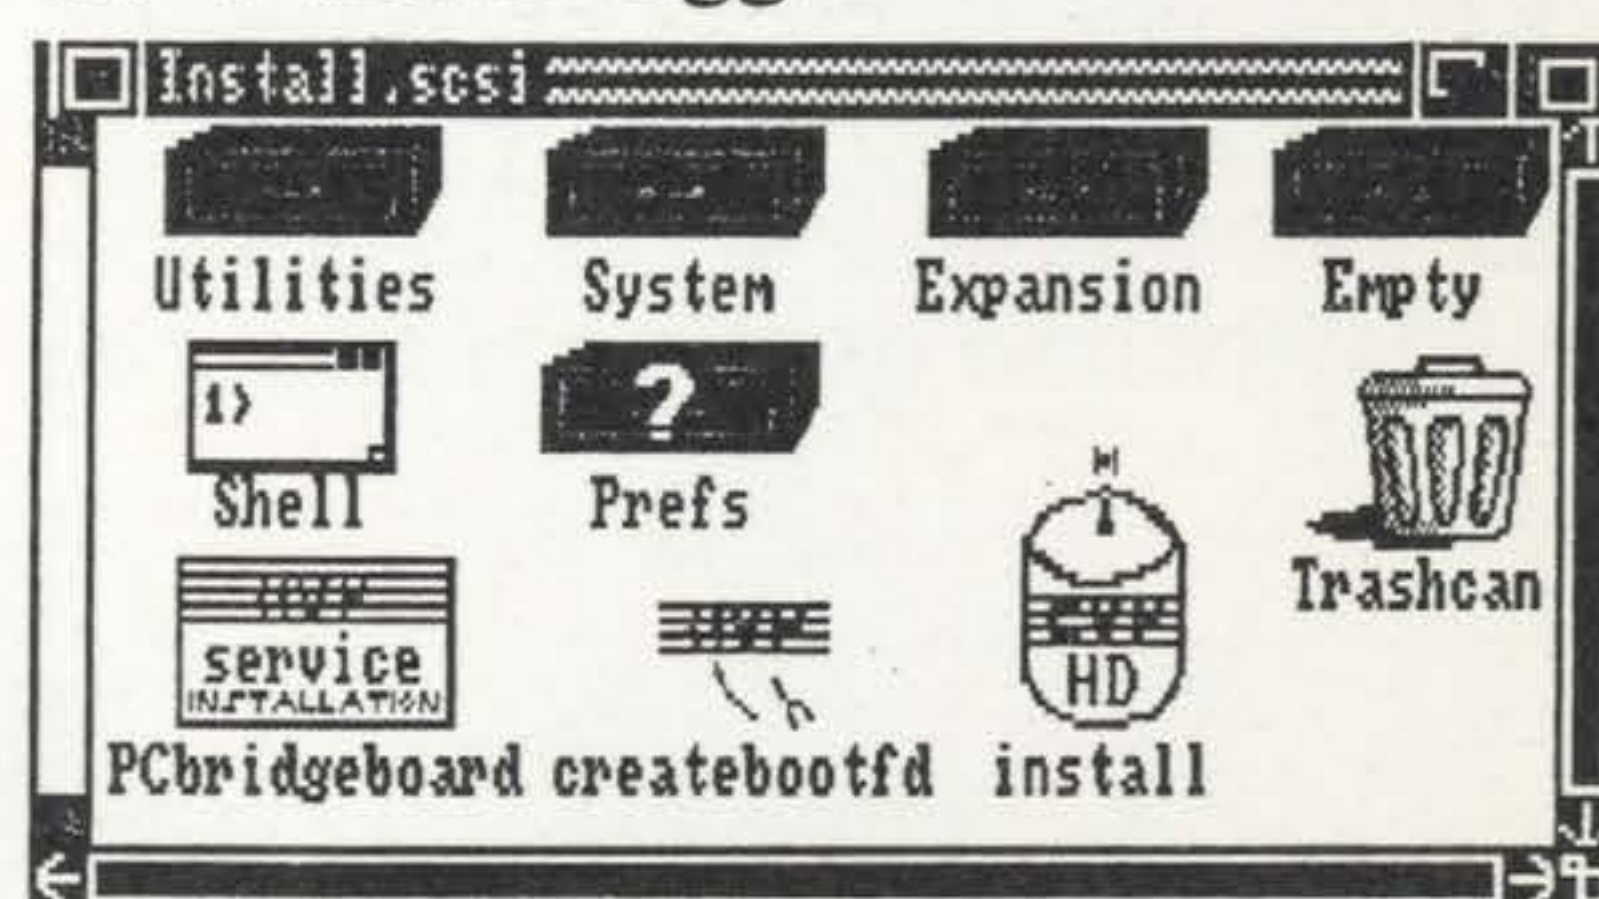 Install.scsi
Utilities System Expansion Empty
1>
?
Shell Prefs
Trashcan
service
INSTALLATION
HD
PCbridgeboard createbootfd install